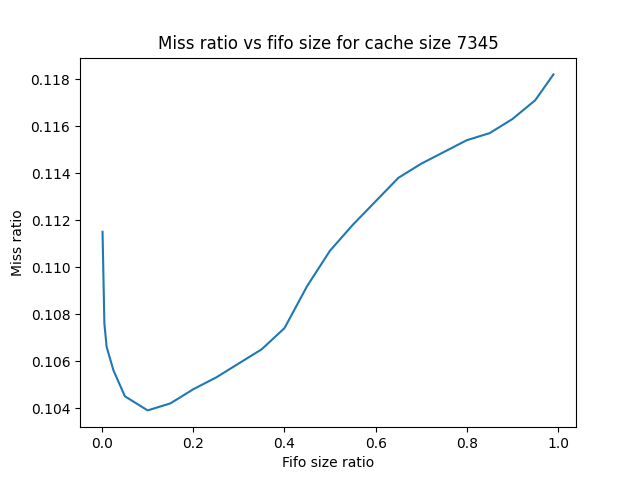 Miss ratio vs fifo size for cache size 7345
0.118
0.116
0.114
0.112
0.110
0.108
0.106
0.104
Miss ratio
0.0 0.2 0.4 0.6 0.8 1.0
Fifo size ratio